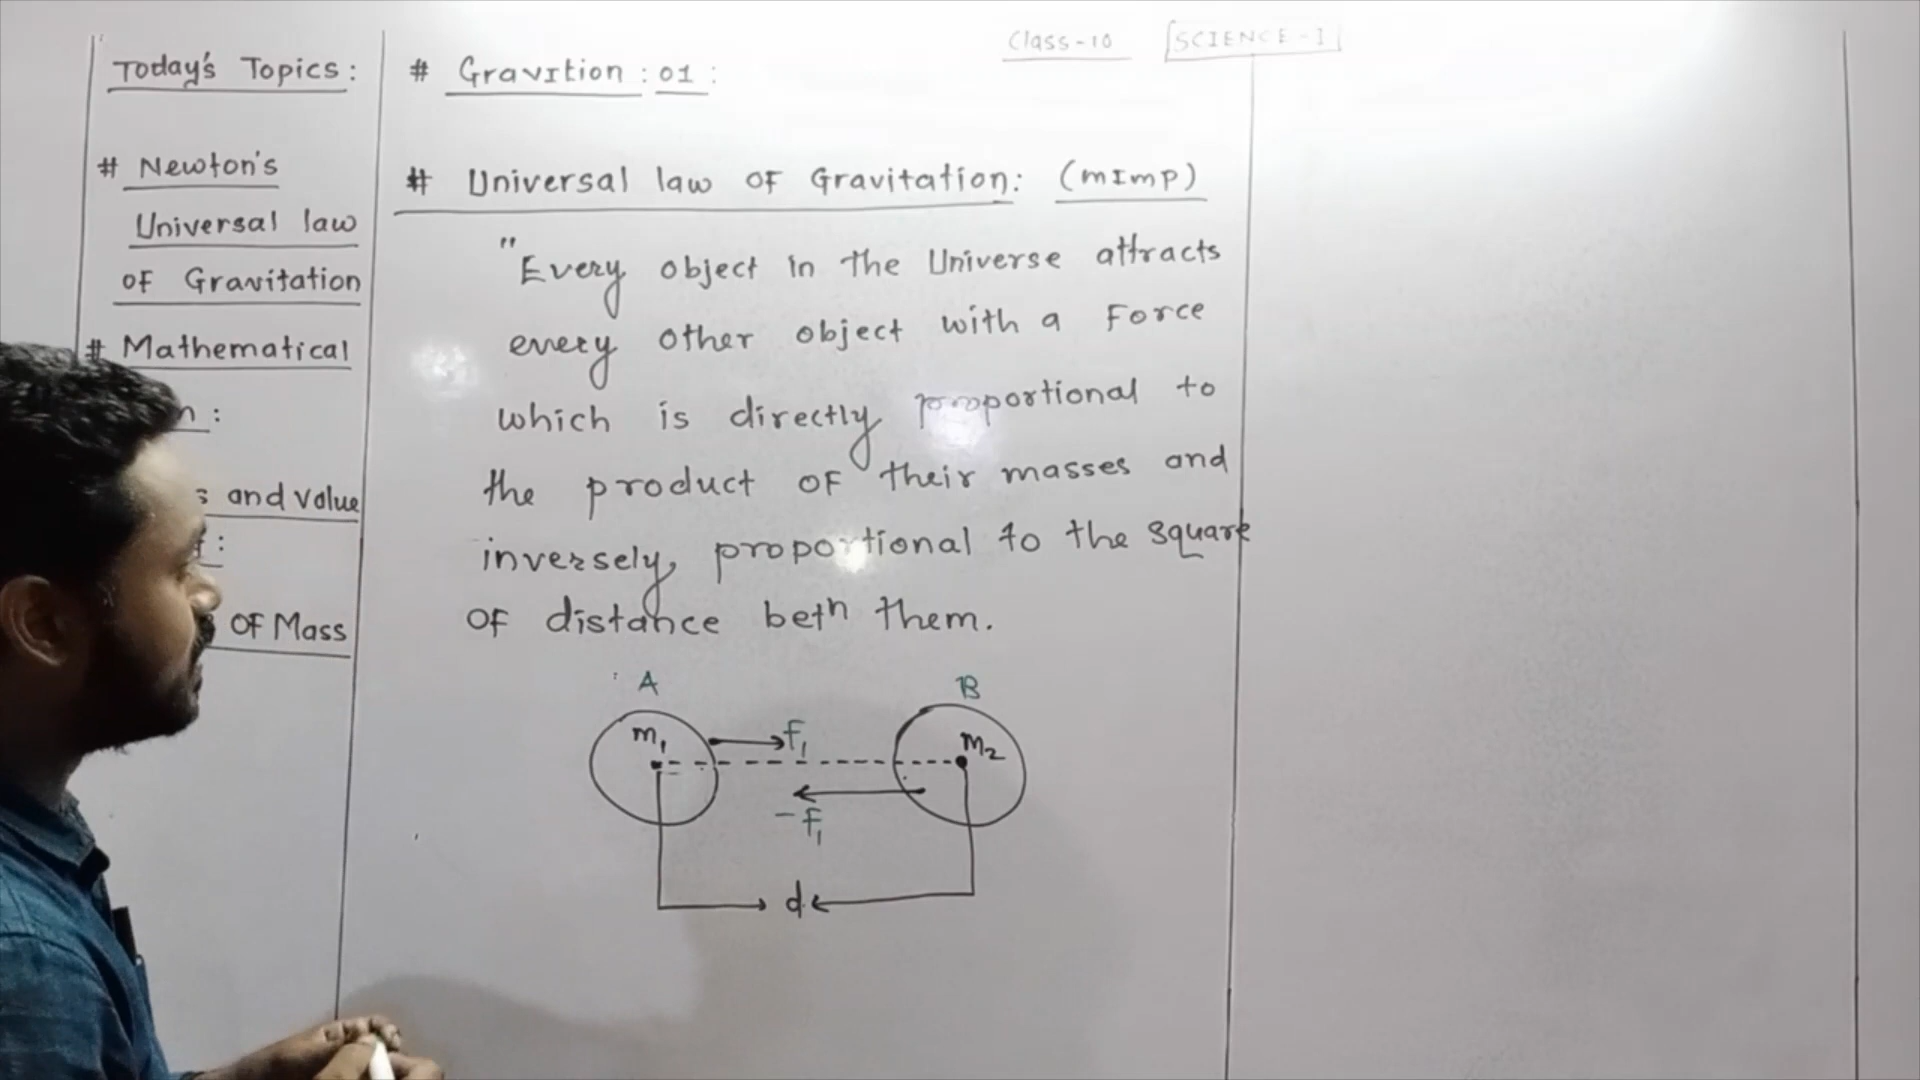 Class-10
SCIENCE-I
Today's Topics:
# Newton's
Universal law
OF Gravitation
# Mathematical
and value
OF Mass
# Gravition : 01 :
# Universal law OF Gravitation: (mImp)
"Every object in the Universe attracts
every other object with a Force
which is directly proportional to
the product OF their masses and
inversely proportional to the square
OF distance betn them.
A
B
m1
F1
m2
-F1
d